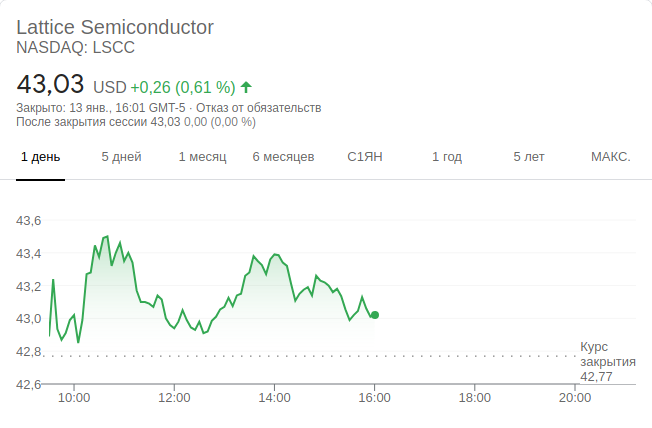 Lattice Semiconductor
NASDAQ: LSCC
43,03 USD +0,26 (0,61 %)
Закрыто: 13 янв., 16:01 GMT-5 · Отказ от обязательств
После закрытия сессии 43,03 0,00 (0,00 %)
1 день 5 дней 1 месяц 6 месяцев С1ЯН 1 год 5 лет МАКС.
43,6
43,4
43,2
43,0
42,8
42,6
Курс
закрытия
42,77
10:00 12:00 14:00 16:00 18:00 20:00